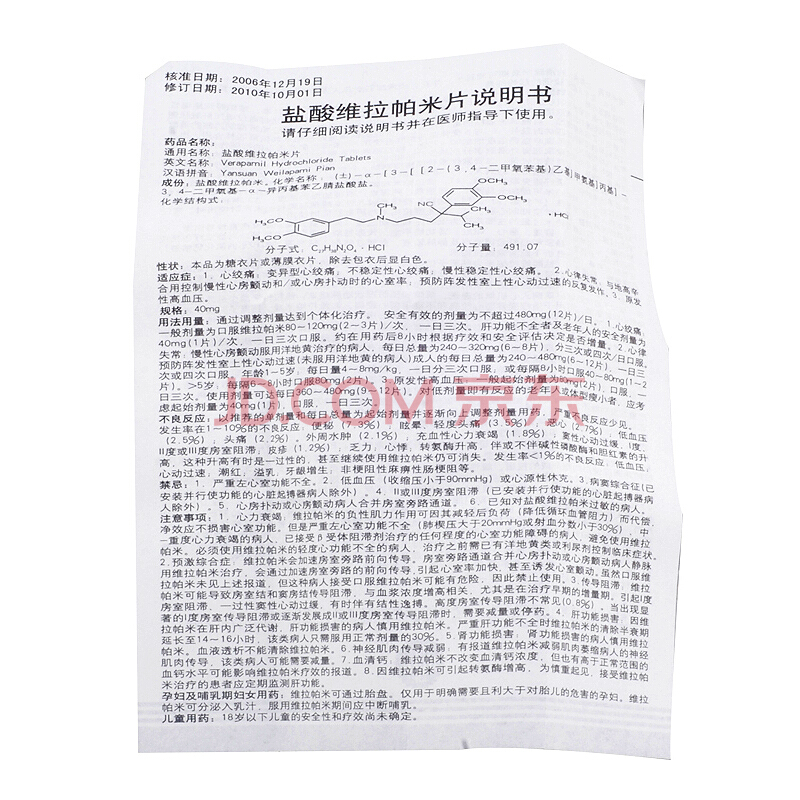 核准日期：2006年12月19日
修订日期：2010年10月01日
盐酸维拉帕米片说明书
请仔细阅读说明书并在医师指导下使用。
药品名称：
通用名称：盐酸维拉帕米片
英文名称：Verapamil Hydrochloride Tablets
汉语拼音：Yansuan Weilapami Pian
成份：盐酸维拉帕米。化学名称：(±)-α-[3-[[2-(3,4-二甲氧苯基)乙基]甲氨基]丙基]-
3,4-二甲氧基-α-异丙基苯乙腈盐酸盐。
化学结构式：
分子式：C27H38N2O4·HCl 分子量：491.07
性状：本品为糖衣片或薄膜衣片，除去包衣后显白色。
适应症：1.心绞痛：变异型心绞痛；不稳定性心绞痛；慢性稳定性心绞痛。2.心律失常：与地高辛
合用控制慢性心房颤动和/或心房扑动时的心室率；预防阵发性室上性心动过速的反复发作。3.原发
性高血压。
规格：40mg
用法用量：通过调整剂量达到个体化治疗。安全有效的剂量为不超过480mg(12片)/日。1.心绞痛：
一般剂量为口服维拉帕米80~120mg(2~3片)/次，一日三次。肝功能不全者及老年人的安全剂量为
40mg(1片)/次，一日三次口服。约在用药后8小时根据疗效和安全评估决定是否增量。2.心律
失常：慢性心房颤动服用洋地黄治疗的病人，每日总量为240~320mg(6~8片)，分三次或四次/日口服。
预防阵发性室上性心动过速(未服用洋地黄的病人)成人的每日总量为240~480mg(6~12片)，一日三
次或四次口服。年龄1~5岁：每日量4~8mg/kg，一日分三次口服，或每隔8小时口服40~80mg(1~2
片)。>5岁：每隔6~8小时口服80mg(2片)。3.原发性高血压：一般起始剂量为80mg(2片)，口服，一
日三次。使用剂量可达每日360~480mg(9~12片)。对低剂量即有反应的老年人或体型瘦小者，应考
虑起始剂量为40mg(1片)，口服，一日三次。
不良反应：以推荐的单剂量和每日总量为起始剂量并逐渐向上调整剂量用药，严重不良反应少见。
发生率在1~10%的不良反应：便秘(7.3%)，眩晕、轻度头痛(3.5%)，恶心(2.7%)，低血压
(2.5%)；头痛(2.2%)。外周水肿(2.1%)，充血性心力衰竭(1.8%)，窦性心动过缓，I度、
II度或III度房室阻滞，皮疹(1.2%)；乏力；心悸，转氨酶升高，伴或不伴碱性磷酸酶和胆红素的升
高，这种升高有时是一过性的，甚至继续使用维拉帕米仍可消失。发生率<1%的不良反应：低血压；
心动过速；潮红；溢乳；牙龈增生；非梗阻性麻痹性肠梗阻等。
禁忌：1.严重左心室功能不全。2.低血压(收缩压小于90mmHg)或心源性休克。3.病窦综合征(已
安装并行使功能的心脏起搏器病人除外)。4.II或III度房室阻滞(已安装并行使功能的心脏起搏器病
人除外)。5.心房扑动或心房颤动病人合并房室旁路通道。6.已知对盐酸维拉帕米过敏的病人。
注意事项：1.心力衰竭：维拉帕米的负性肌力作用可因其减轻后负荷(降低循环血管阻力)而代偿，
净效应不损害心室功能。但是严重左心室功能不全(肺楔压大于20mmHg或射血分数小于30%)，中
-重度心力衰竭的病人，已接受β受体阻滞剂治疗的任何程度的心室功能障碍的病人，避免使用维拉
帕米。必须使用维拉帕米的轻度心功能不全的病人，治疗之前需已有洋地黄类或利尿剂控制临床症状。
2.预激综合征：维拉帕米会加速房室旁路前向传导。房室旁路通道合并心房扑动或心房颤动病人静脉
用维拉帕米治疗，会通过加速房室旁路的前向传导，引起心室率加快，甚至诱发心室颤动。虽然口服维
拉帕米未见上述报道，但这种病人接受口服维拉帕米可能有危险，因此禁止使用。3.传导阻滞，维拉
帕米可能导致房室结和窦房结传导阻滞，与血浆浓度增高相关，尤其是在治疗早期的增量期。引起I度
房室阻滞，一过性窦性心动过缓，有时伴有结性逸搏。高度房室传导阻滞不常见(0.8%)。当出现显
著的I度房室传导阻滞或逐渐发展成II或III度房室传导阻滞时，需要减量或停药。4.肝功能损害：因维
拉帕米在肝内广泛代谢，肝功能损害的病人慎用维拉帕米。严重肝功能不全时维拉帕米的清除半衰期
延长至14~16小时，该类病人只需服用正常剂量的30%。5.肾功能损害：肾功能损害的病人慎用维拉
帕米。血液透析不能清除维拉帕米。6.神经肌肉传导减弱：有报道维拉帕米减弱肌肉萎缩病人的神经
肌肉传导，该类病人可能需要减量。7.血清钙：维拉帕米不改变血清钙浓度，但也有高于正常范围的
血钙水平可能影响维拉帕米疗效的报道。8.因维拉帕米可引起转氨酶增高，为慎重起见，接受维拉帕
米治疗的患者应定期监测肝功能。
孕妇及哺乳期妇女用药：维拉帕米可通过胎盘。仅用于明确需要且利大于对胎儿的危害的孕妇。维拉
帕米可分泌入乳汁，服用维拉帕米期间应中断哺乳。
儿童用药：18岁以下儿童的安全性和疗效尚未确定。
JD.COM 京东